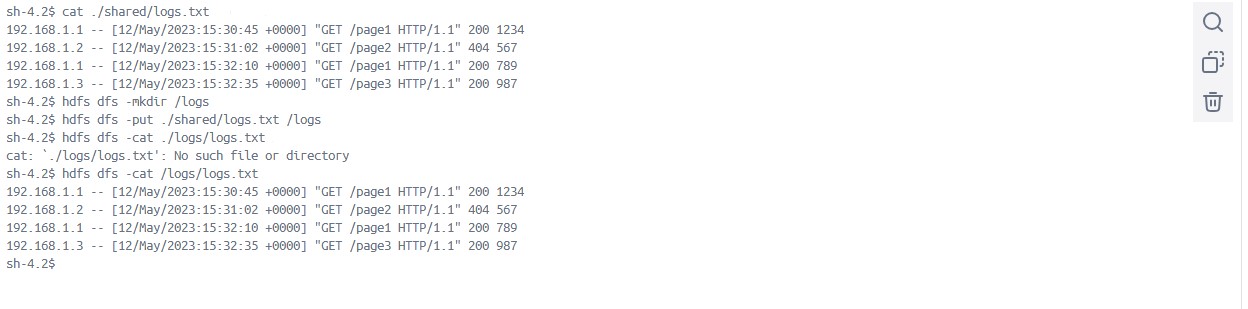 sh-4.2$ cat ./shared/logs.txt
192.168.1.1 -- [12/May/2023:15:30:45 +0000] "GET /page1 HTTP/1.1" 200 1234
192.168.1.2 -- [12/May/2023:15:31:02 +0000] "GET /page2 HTTP/1.1" 404 567
192.168.1.1 -- [12/May/2023:15:32:10 +0000] "GET /page1 HTTP/1.1" 200 789
192.168.1.3 -- [12/May/2023:15:32:35 +0000] "GET /page3 HTTP/1.1" 200 987
sh-4.2$ hdfs dfs -mkdir /logs
sh-4.2$ hdfs dfs -put ./shared/logs.txt /logs
sh-4.2$ hdfs dfs -cat ./logs/logs.txt
cat: `./logs/logs.txt': No such file or directory
sh-4.2$ hdfs dfs -cat /logs/logs.txt
192.168.1.1 -- [12/May/2023:15:30:45 +0000] "GET /page1 HTTP/1.1" 200 1234
192.168.1.2 -- [12/May/2023:15:31:02 +0000] "GET /page2 HTTP/1.1" 404 567
192.168.1.1 -- [12/May/2023:15:32:10 +0000] "GET /page1 HTTP/1.1" 200 789
192.168.1.3 -- [12/May/2023:15:32:35 +0000] "GET /page3 HTTP/1.1" 200 987
sh-4.2$